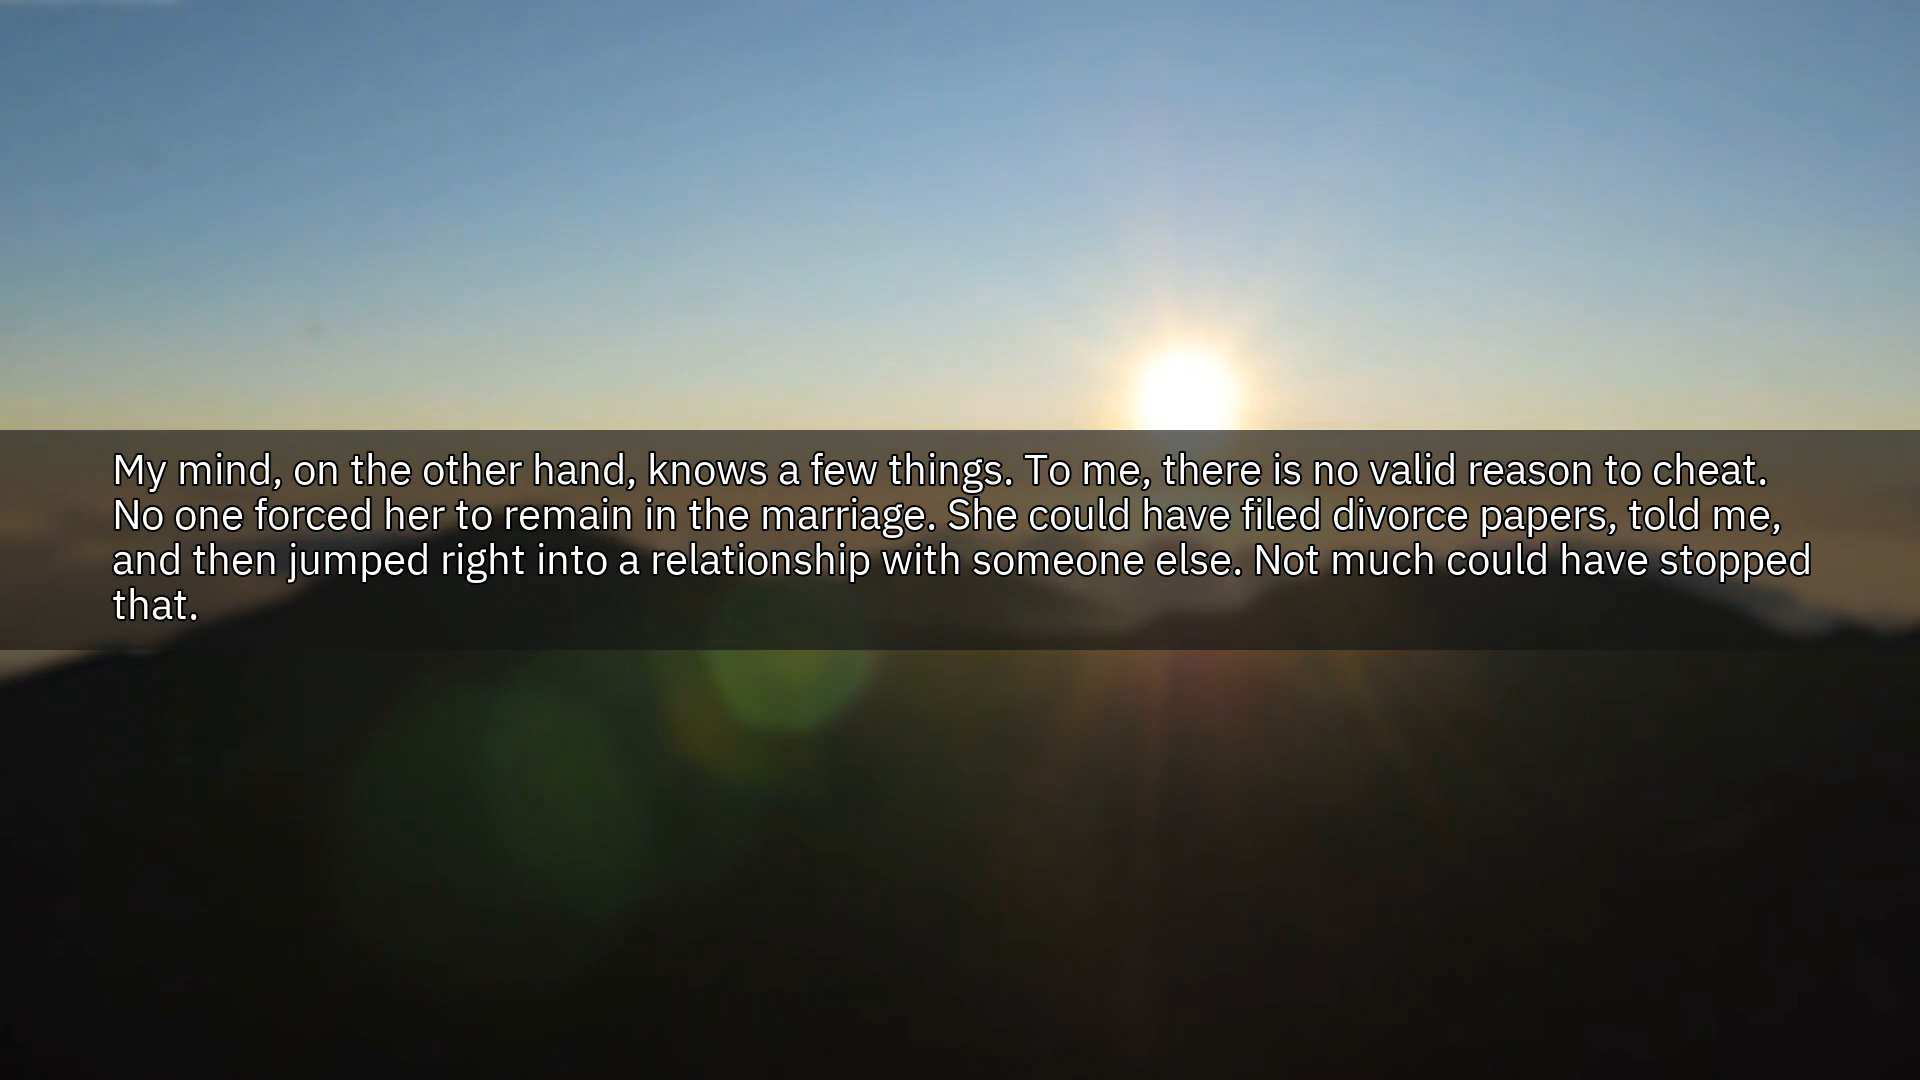 My mind, on the other hand, knows a few things. To me, there is no valid reason to cheat.
No one forced her to remain in the marriage. She could have filed divorce papers, told me,
and then jumped right into a relationship with someone else. Not much could have stopped
that.